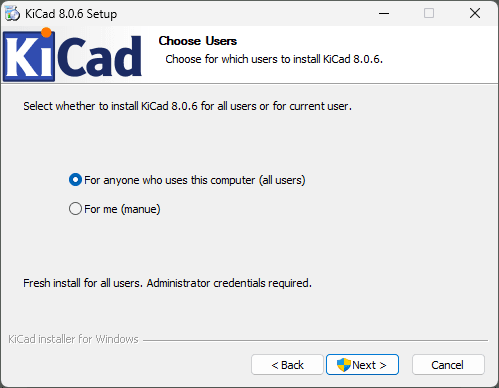 KiCad 8.0.6 Setup
KiCad
Choose Users
Choose for which users to install KiCad 8.0.6.
Select whether to install KiCad 8.0.6 for all users or for current user.
For anyone who uses this computer (all users)
For me (manue)
Fresh install for all users. Administrator credentials required.
KiCad installer for Windows
< Back
Next >
Cancel